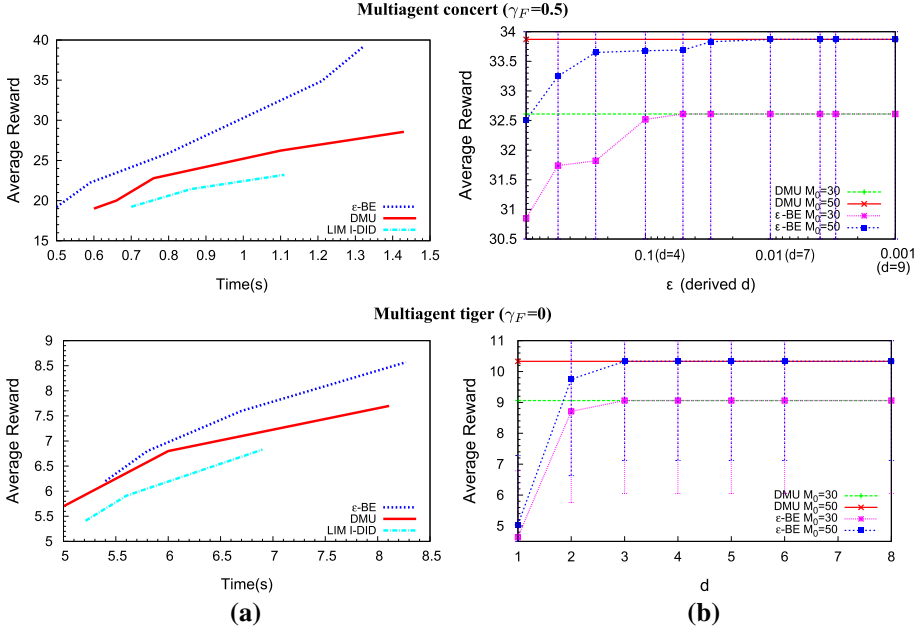 Multiagent concert (γF=0.5)
Average Reward
40
35
30
25
20
15
0.5 0.6 0.7 0.8 0.9 1 1.1 1.2 1.3 1.4 1.5
Time(s)
ε-BE
DMU
LIM I-DID
Average Reward
34
33.5
33
32.5
32
31.5
31
30.5
0.1(d=4) 0.01(d=7) 0.001
(d=9)
ε (derived d)
DMU M0=30
DMU M0=50
ε-BE M0=30
ε-BE M0=50
Multiagent tiger (γF=0)
Average Reward
9
8.5
8
7.5
7
6.5
6
5.5
5
5 5.5 6 6.5 7 7.5 8 8.5
Time(s)
ε-BE
DMU
LIM I-DID
Average Reward
11
10
9
8
7
6
5
1 2 3 4 5 6 7 8
d
DMU M0=30
DMU M0=50
ε-BE M0=30
ε-BE M0=50
(a) (b)